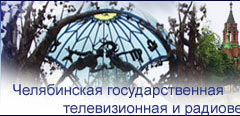 Челябинская государственная
телевизионная и радиове